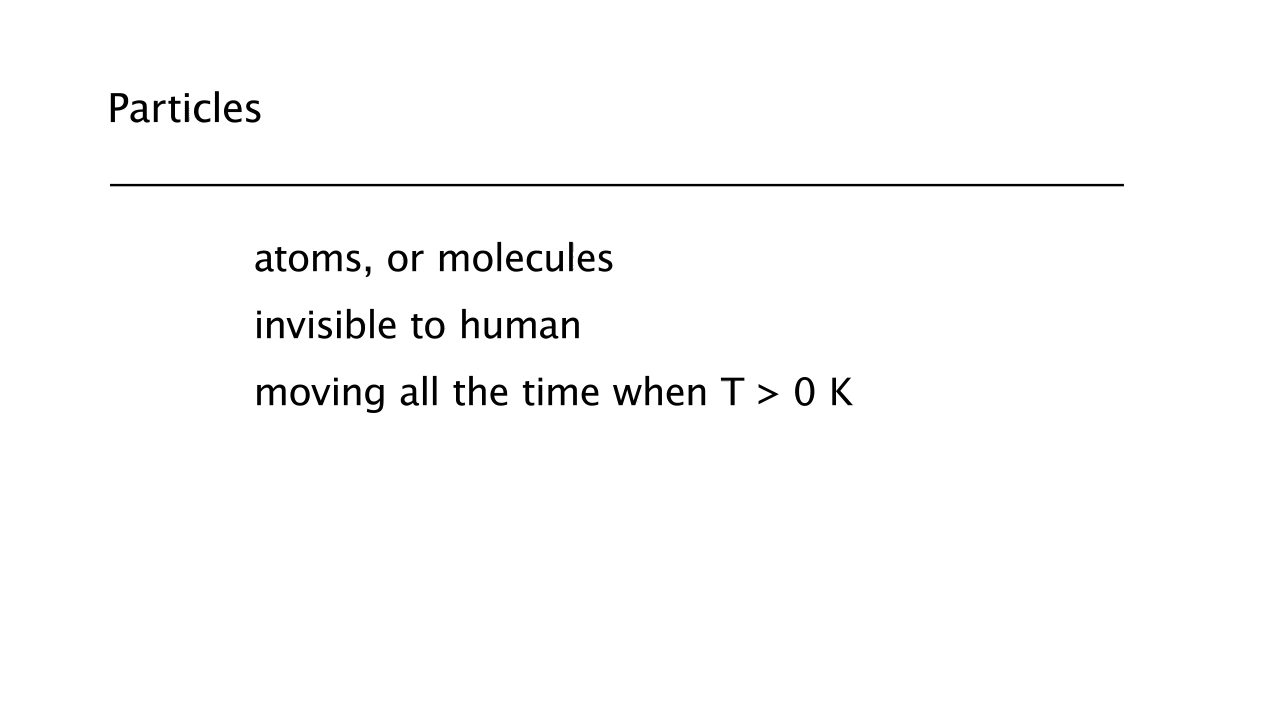 Particles
atoms, or molecules
invisible to human
moving all the time when T > 0 K